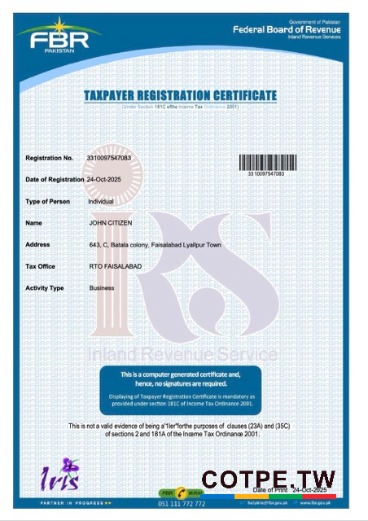 FBR
PAKISTAN
Government of Pakistan
Federal Board of Revenue
Inland Revenue Services
TAXPAYER REGISTRATION CERTIFICATE
(Under Section 181C of the Income Tax Ordinance 2001)
Registration No. 3310097547083
33 10097547083
Date of Registration 24-Oct-2025
Type of Person Individual
Name JOHN CITIZEN
Address 643, C, Batala colony, Faisalabad Lyallpur Town
Tax Office RTO FAISALABAD
Activity Type Business
IRS
Inland Revenue Service
This is a computer generated certificate and,
hence, no signatures are required.
Displaying of Taxpayer Registration Certificate is mandatory as
provided under section 181C of Income Tax Ordinance 2001.
This is not a valid evidence of being a"filer"forthe purposes of clauses (23A) and (35C)
of sections 2 and 181A of the Income Tax Ordinance 2001.
Iris
PARTNER IN PROGRESS
FBR
051 111 772 772
COTPE.TW
Date of Print 24-Oct-2025